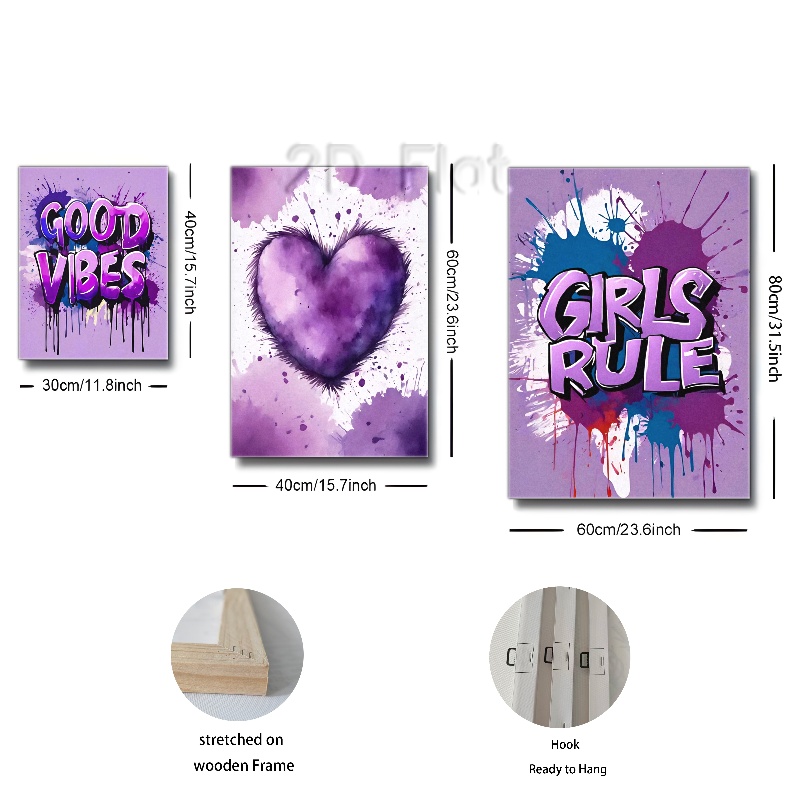 2D Flat
GOOD
VIBES
40cm/15.7inch
30cm/11.8inch
60cm/23.6inch
40cm/15.7inch
GIRLS
RULE
80cm/31.5inch
60cm/23.6inch
stretched on
wooden Frame
Hook
Ready to Hang